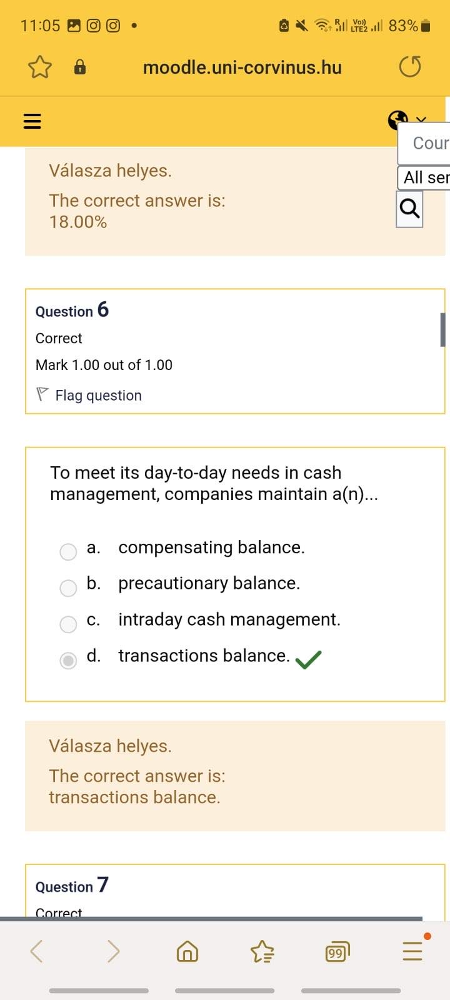 11:05 83%
R Vo))
LTE2
moodle.uni-corvinus.hu
Cour
All ser
Válasza helyes.
The correct answer is:
18.00%
Question 6
Correct
Mark 1.00 out of 1.00
Flag question
To meet its day-to-day needs in cash
management, companies maintain a(n)...
a. compensating balance.
b. precautionary balance.
c. intraday cash management.
d. transactions balance.
Válasza helyes.
The correct answer is:
transactions balance.
Question 7
Correct
99